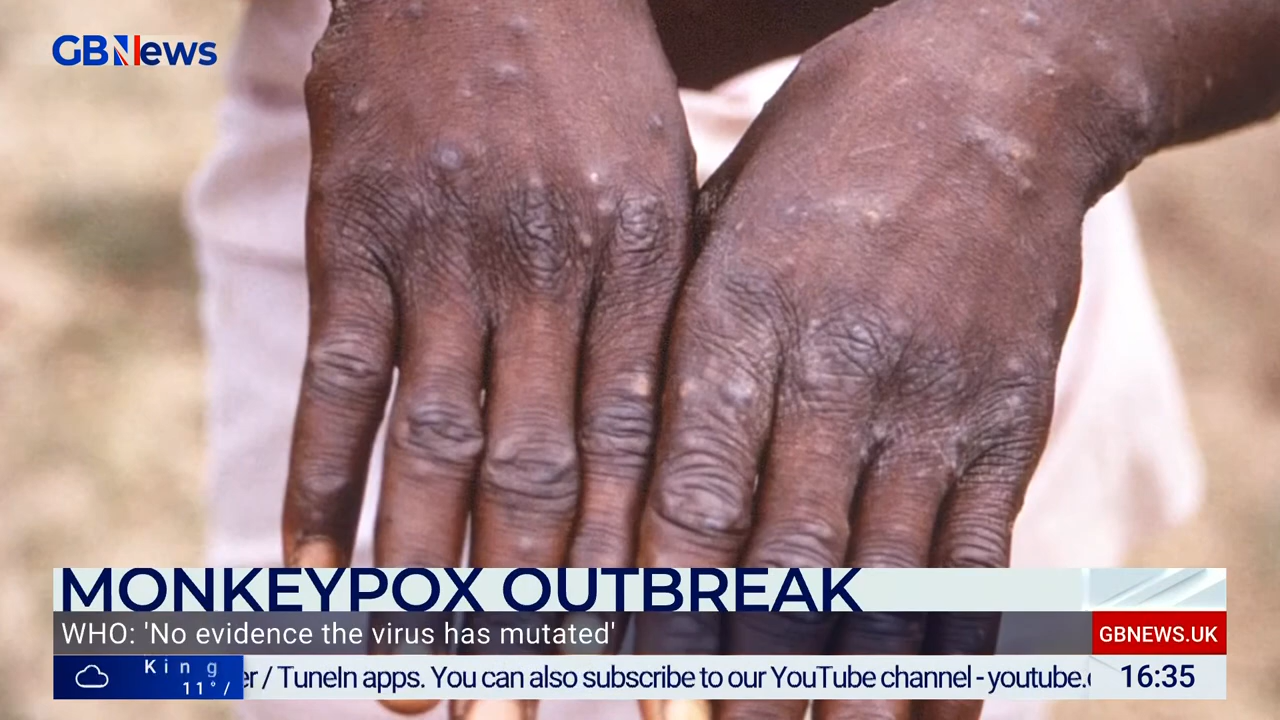 GBNews
MONKEYPOX OUTBREAK
WHO: 'No evidence the virus has mutated'
GBNEWS.UK
King
11°/
er / TuneIn apps. You can also subscribe to our YouTube channel - youtube.c
16:35